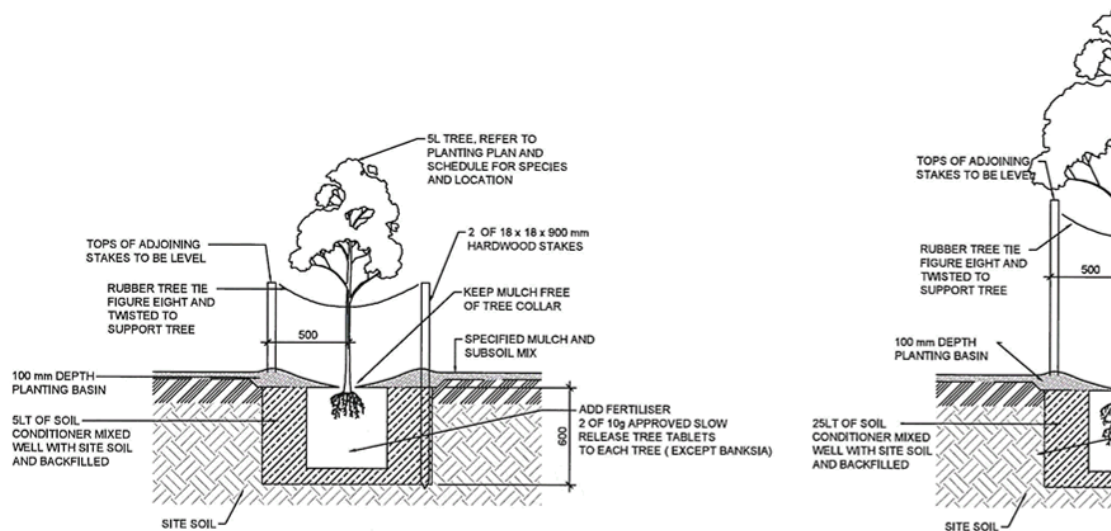 5L TREE, REFER TO
PLANTING PLAN AND
SCHEDULE FOR SPECIES
AND LOCATION
TOPS OF ADJOINING
STAKES TO BE LEVEL
2 OF 18 x 18 x 900 mm
HARDWOOD STAKES
RUBBER TREE TIE
FIGURE EIGHT AND
TWISTED TO
SUPPORT TREE
KEEP MULCH FREE
OF TREE COLLAR
500
SPECIFIED MULCH AND
SUBSOIL MIX
100 mm DEPTH
PLANTING BASIN
5LT OF SOIL
CONDITIONER MIXED
WELL WITH SITE SOIL
AND BACKFILLED
600
ADD FERTILISER
2 OF 10g APPROVED SLOW
RELEASE TREE TABLETS
TO EACH TREE ( EXCEPT BANKSIA)
SITE SOIL
TOPS OF ADJOINING
STAKES TO BE LEVEL
RUBBER TREE TIE
FIGURE EIGHT AND
TWISTED TO
SUPPORT TREE
500
100 mm DEPTH
PLANTING BASIN
25LT OF SOIL
CONDITIONER MIXED
WELL WITH SITE SOIL
AND BACKFILLED
SITE SOIL